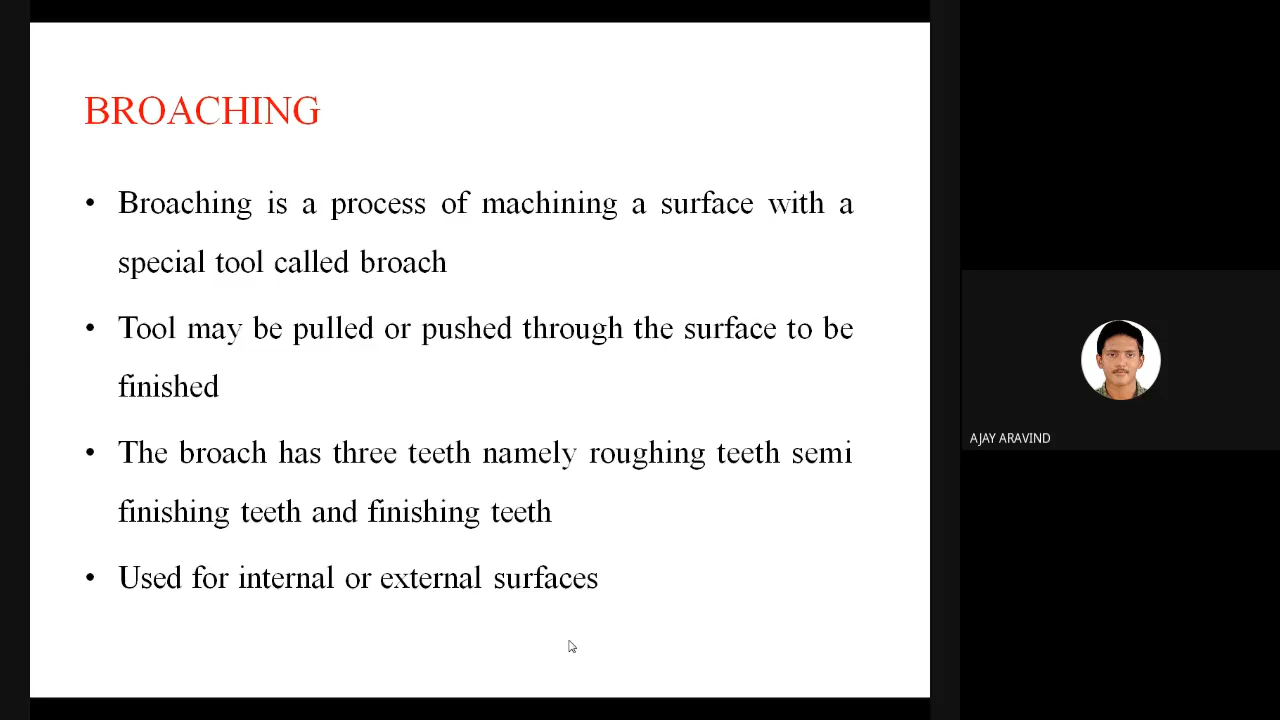 BROACHING
• Broaching is a process of machining a surface with a
special tool called broach
• Tool may be pulled or pushed through the surface to be
finished
• The broach has three teeth namely roughing teeth semi
finishing teeth and finishing teeth
• Used for internal or external surfaces
AJAY ARAVIND